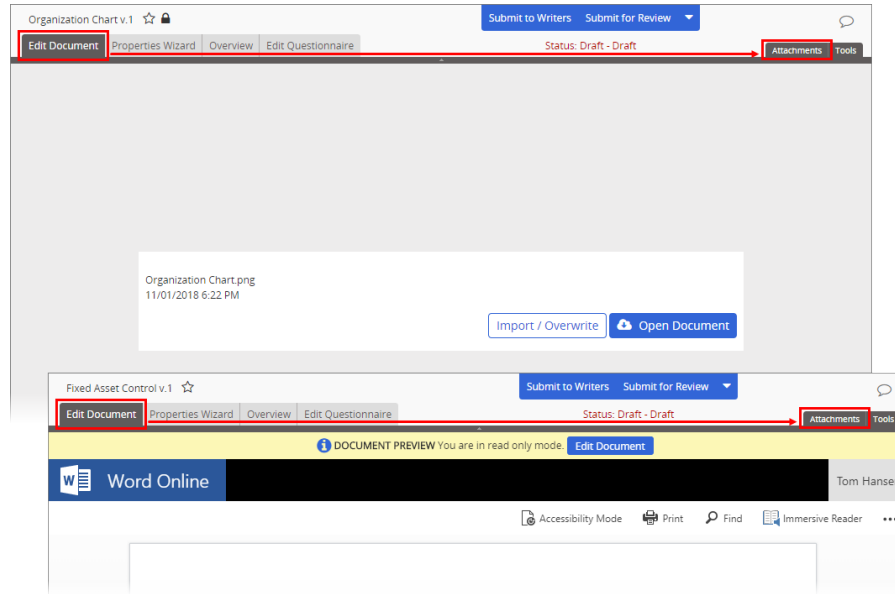 Organization Chart v.1
Submit to Writers Submit for Review
Edit Document Properties Wizard Overview Edit Questionnaire Status: Draft - Draft Attachments Tools
Organization Chart.png
11/01/2018 6:22 PM
Import / Overwrite Open Document
Fixed Asset Control v.1
Submit to Writers Submit for Review
Edit Document Properties Wizard Overview Edit Questionnaire Status: Draft - Draft Attachments Tools
DOCUMENT PREVIEW You are in read only mode. Edit Document
W Word Online Tom Hanse
Accessibility Mode Print Find Immersive Reader ...